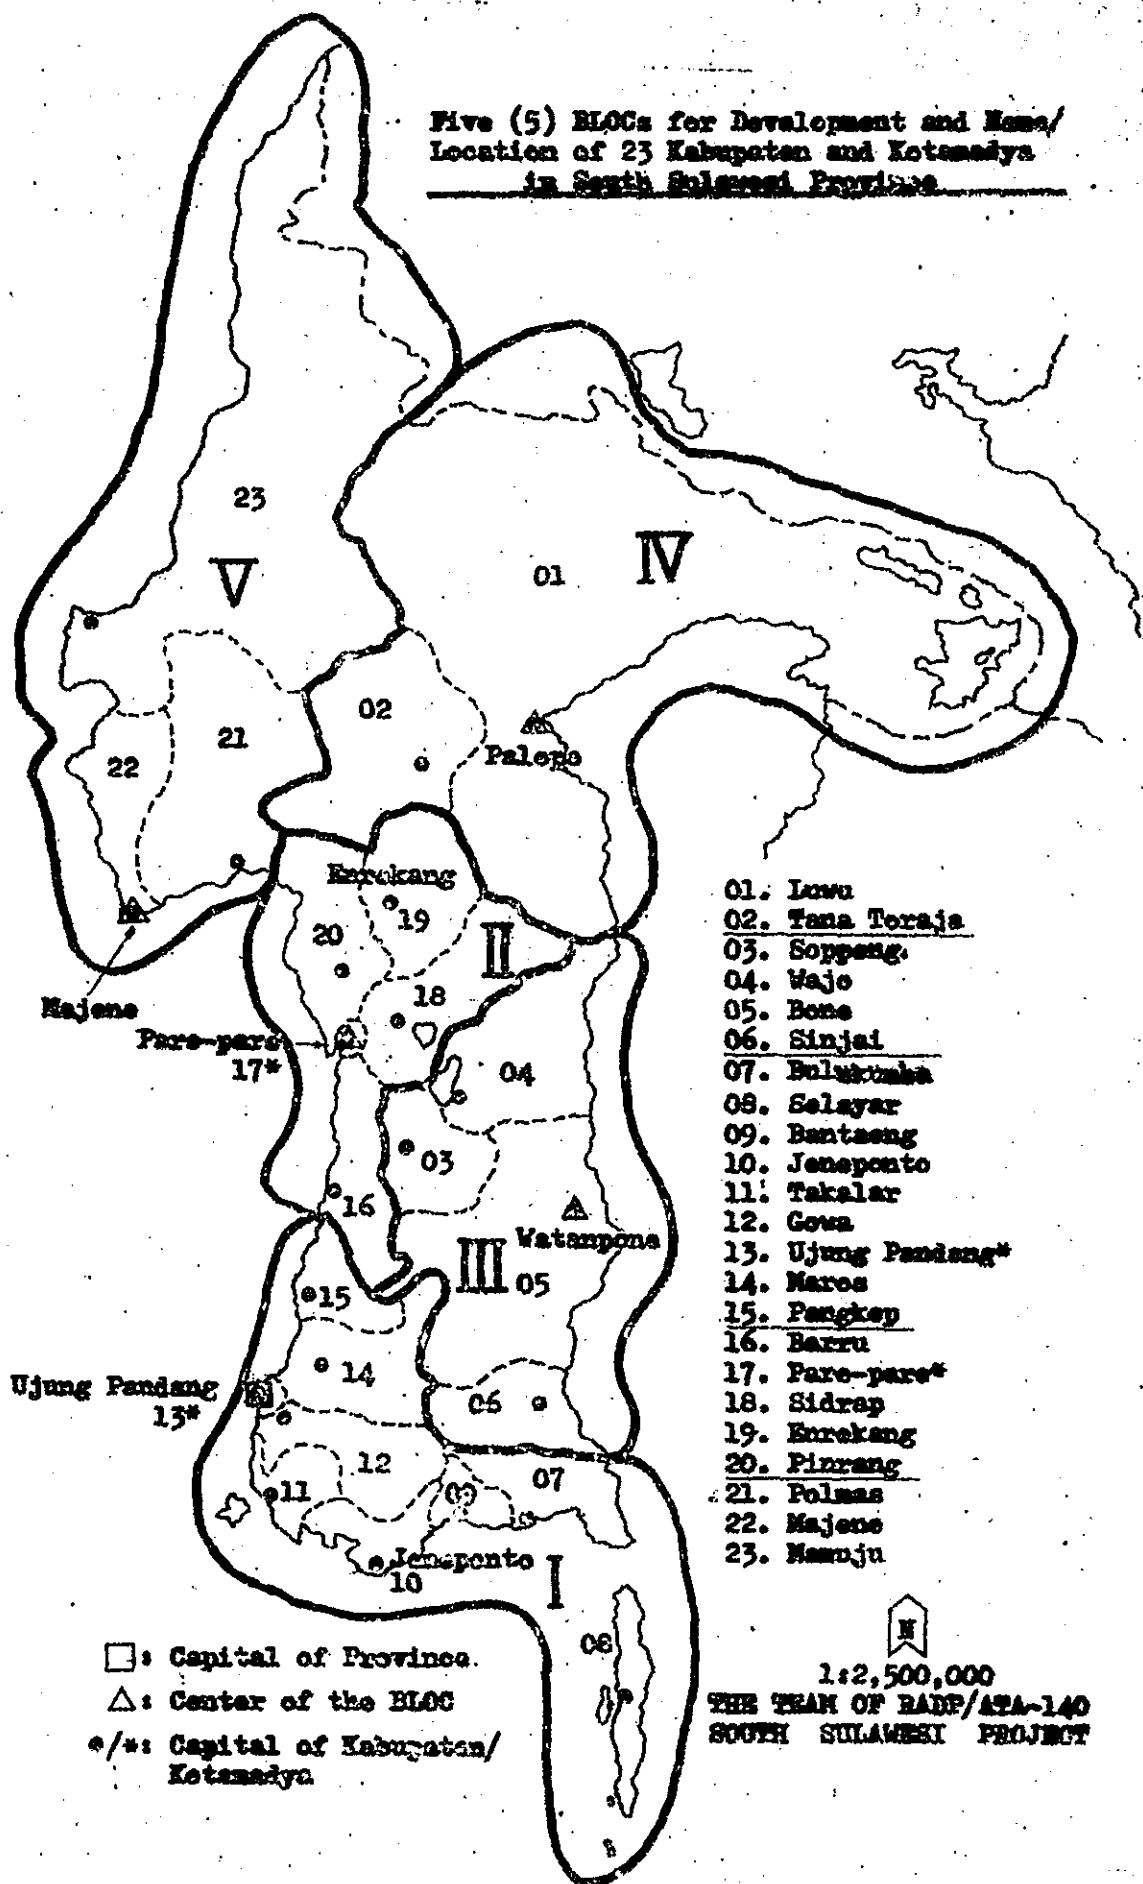 Five (5) BLOCs for Development and Name/
Location of 23 Kabupaten and Kotamadya
in South Sulawesi Province
23
V
01
IV
02
21
22
Palopo
Enrekang
19
20
II
18
Majene
Pare-pare
17*
04
03
16
Watanpone
III
05
15
Ujung Pandang
13*
14
06
12
07
11
09
Jeneponto
10
I
08
01. Luwu
02. Tana Toraja
03. Soppeng
04. Wajo
05. Bone
06. Sinjai
07. Bulukumba
08. Selayar
09. Bantaeng
10. Jeneponto
11. Takalar
12. Gowa
13. Ujung Pandang*
14. Maros
15. Pangkep
16. Barru
17. Pare-pare*
18. Sidrap
19. Enrekang
20. Pinrang
21. Polmas
22. Majene
23. Mamuju
: Capital of Province
: Center of the BLOC
•/*: Capital of Kabupaten/
Kotamadya
N
1:2,500,000
THE TEAM OF RADP/ATA-140
SOUTH SULAWESI PROJECT